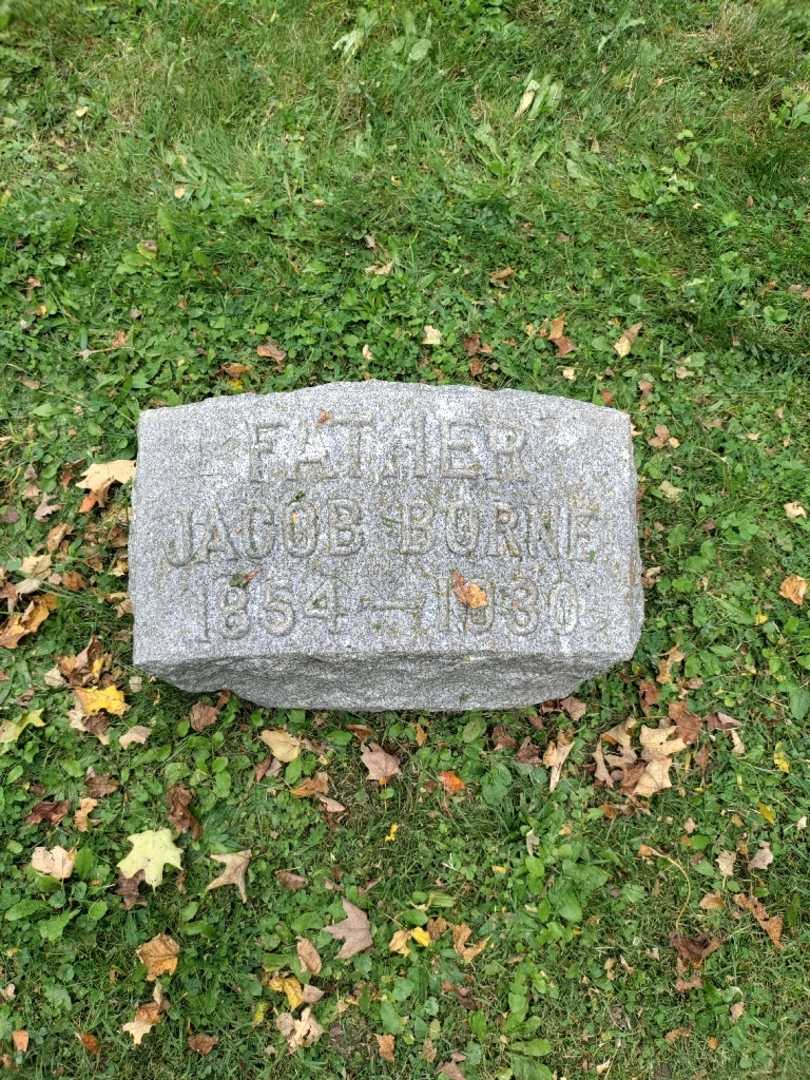 FATHER
JACOB BORNE
1854 — 1930